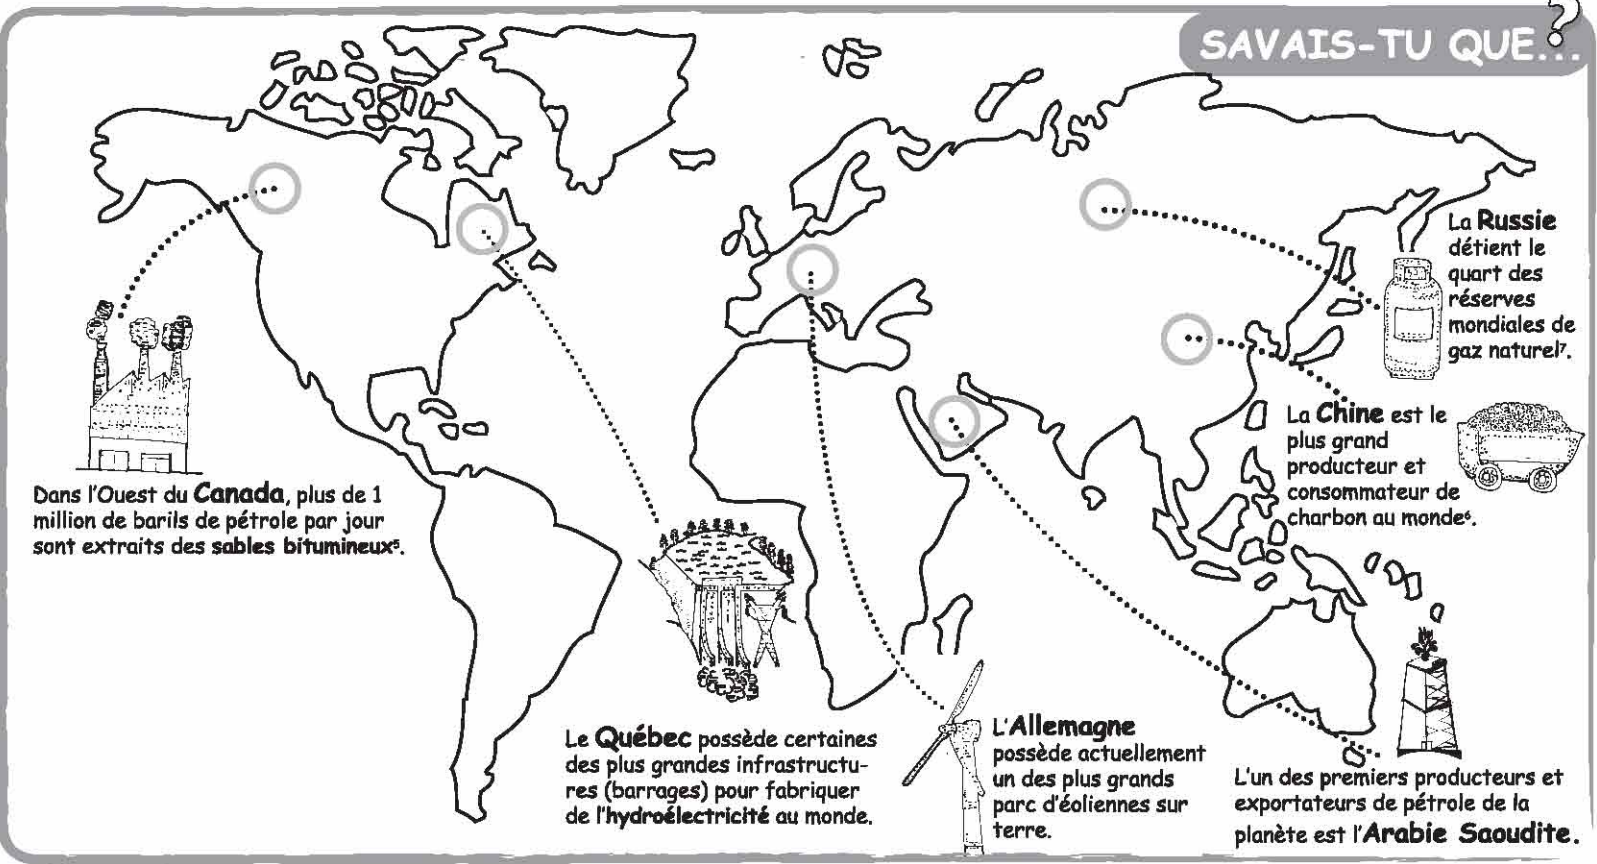 SAVAIS-TU QUE...?
La Russie
détient le
quart des
réserves
mondiales de
gaz naturel⁷.
La Chine est le
plus grand
producteur et
consommateur de
charbon au monde⁶.
Dans l'Ouest du Canada, plus de 1
million de barils de pétrole par jour
sont extraits des sables bitumineux⁵.
Le Québec possède certaines
des plus grandes infrastructu-
res (barrages) pour fabriquer
de l'hydroélectricité au monde.
L'Allemagne
possède actuellement
un des plus grands
parc d'éoliennes sur
terre.
L'un des premiers producteurs et
exportateurs de pétrole de la
planète est l'Arabie Saoudite.